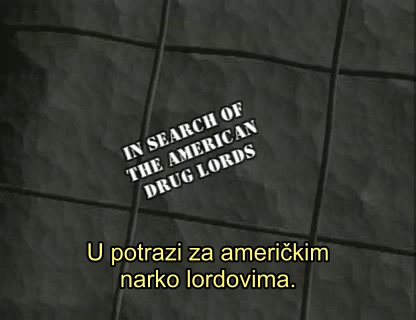 IN SEARCH OF
THE AMERICAN
DRUG LORDS
U potrazi za američkim
narko lordovima.